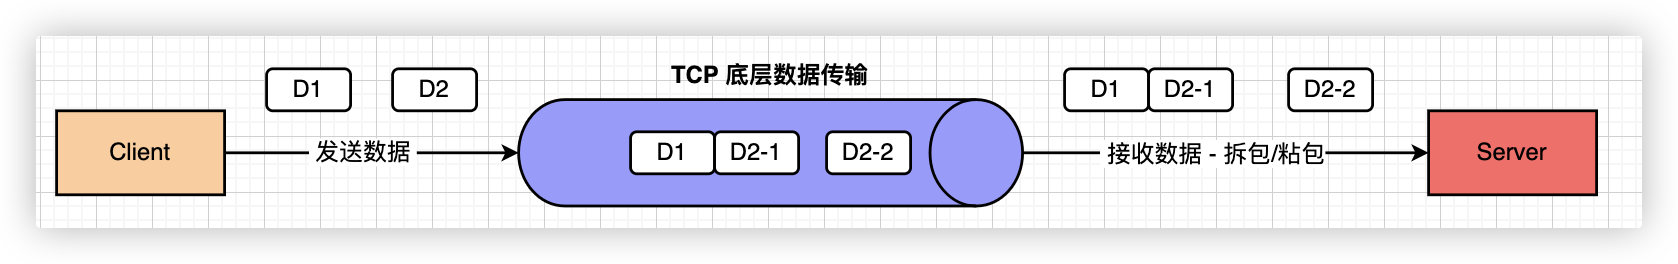 TCP 底层数据传输
D1
D2
D1
D2-1
D2-2
Client
发送数据
D1
D2-1
D2-2
接收数据 - 拆包/粘包
Server